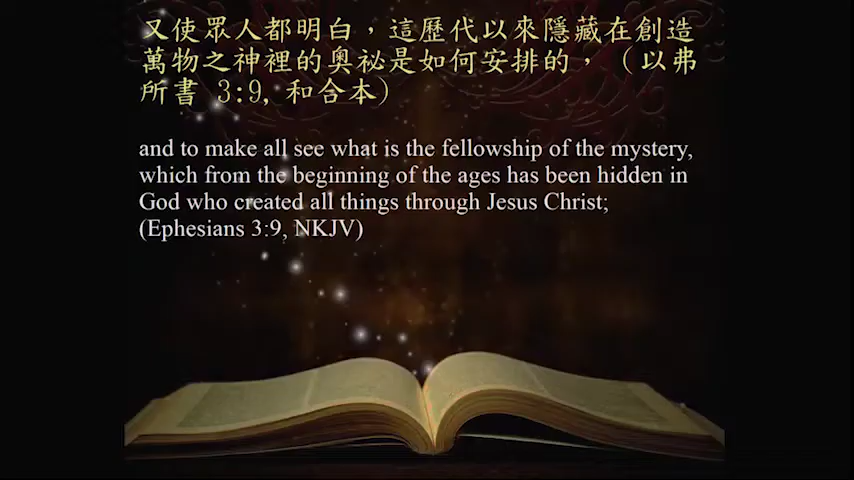 又使眾人都明白，這歷代以來隱藏在創造
萬物之神裡的奧祕是如何安排的，（以弗
所書 3:9, 和合本)
and to make all see what is the fellowship of the mystery,
which from the beginning of the ages has been hidden in
God who created all things through Jesus Christ;
(Ephesians 3:9, NKJV)